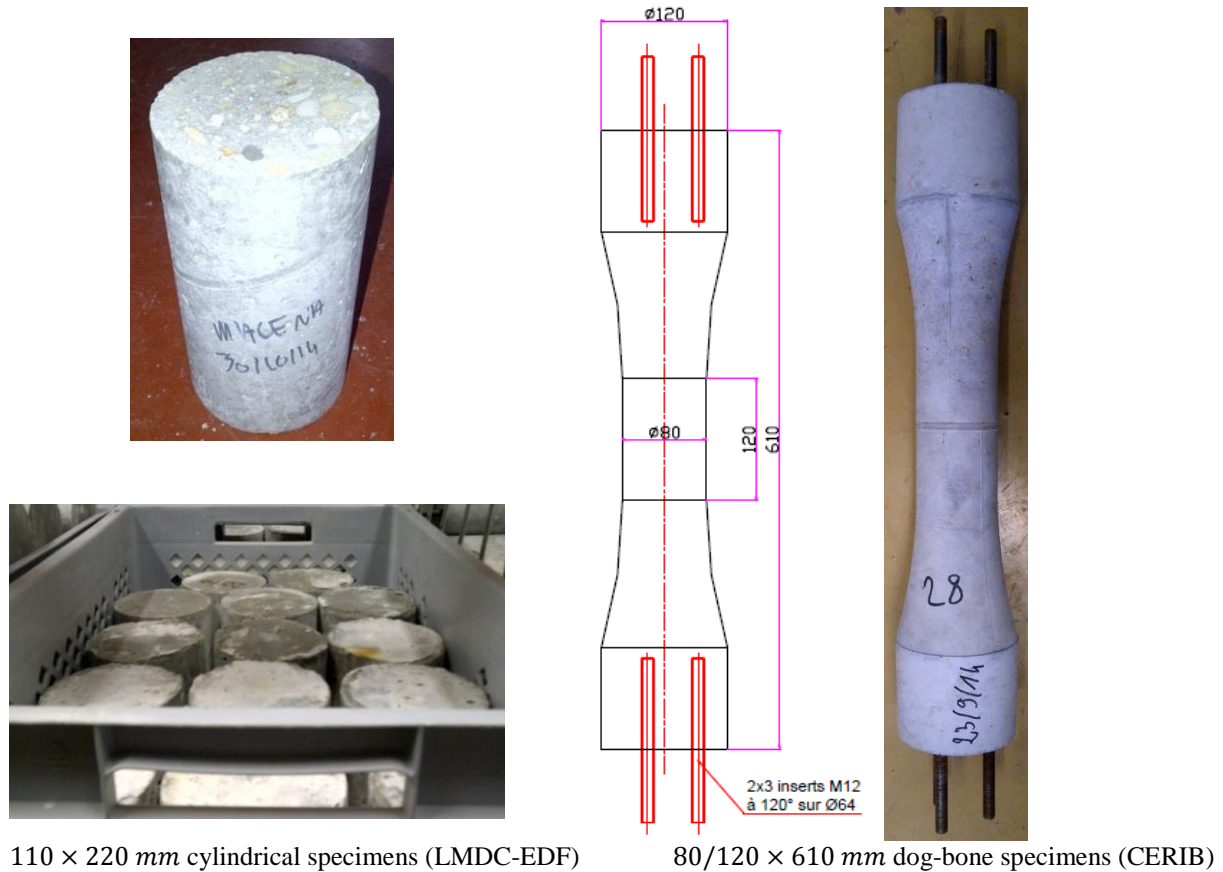 ø120
MACENA
30/10/14
ø80
120
610
28
23/9/14
2x3 inserts M12
à 120° sur Ø64
110 × 220 mm cylindrical specimens (LMDC-EDF)
80/120 × 610 mm dog-bone specimens (CERIB)